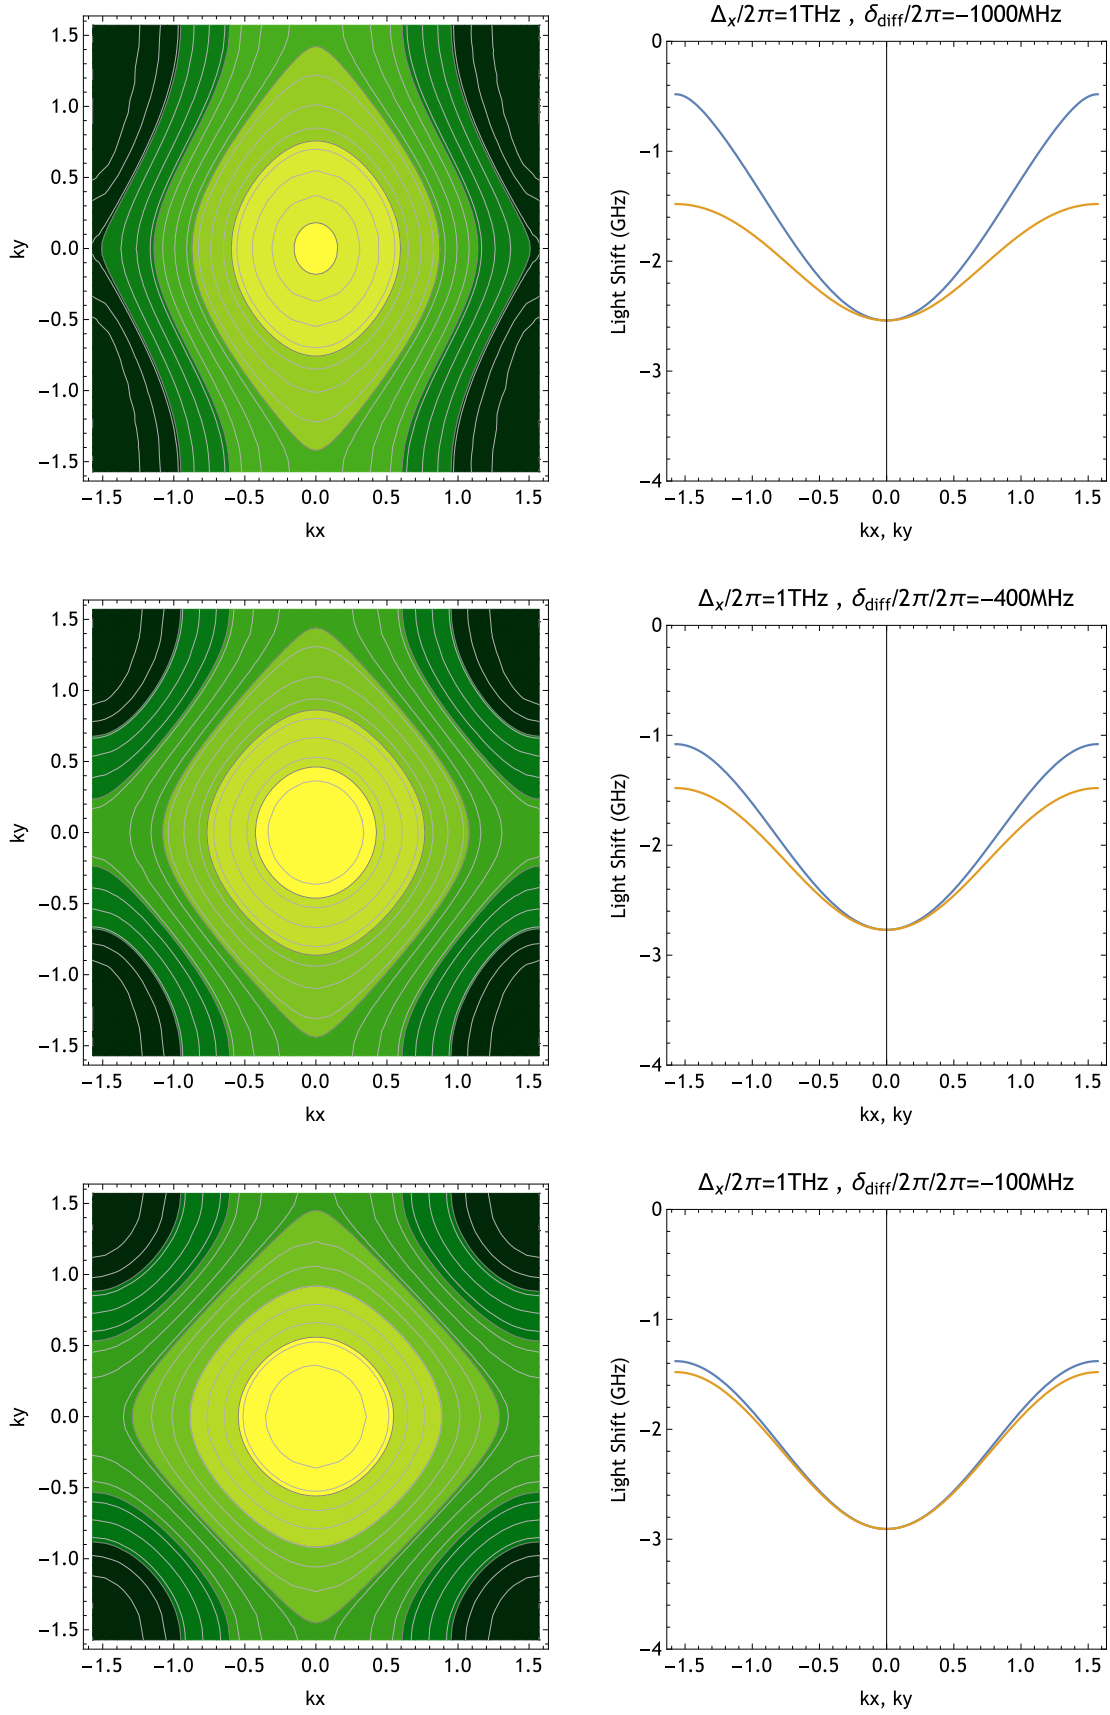 Δx/2π=1THz , δdiff/2π=−1000MHz
1.5
1.0
0.5
0.0
−0.5
−1.0
−1.5
ky
−1.5 −1.0 −0.5 0.0 0.5 1.0 1.5
kx
0
−1
−2
−3
−4
Light Shift (GHz)
−1.5 −1.0 −0.5 0.0 0.5 1.0 1.5
kx, ky
Δx/2π=1THz , δdiff/2π/2π=−400MHz
1.5
1.0
0.5
0.0
−0.5
−1.0
−1.5
ky
−1.5 −1.0 −0.5 0.0 0.5 1.0 1.5
kx
0
−1
−2
−3
−4
Light Shift (GHz)
−1.5 −1.0 −0.5 0.0 0.5 1.0 1.5
kx, ky
Δx/2π=1THz , δdiff/2π/2π=−100MHz
1.5
1.0
0.5
0.0
−0.5
−1.0
−1.5
ky
−1.5 −1.0 −0.5 0.0 0.5 1.0 1.5
kx
0
−1
−2
−3
−4
Light Shift (GHz)
−1.5 −1.0 −0.5 0.0 0.5 1.0 1.5
kx, ky